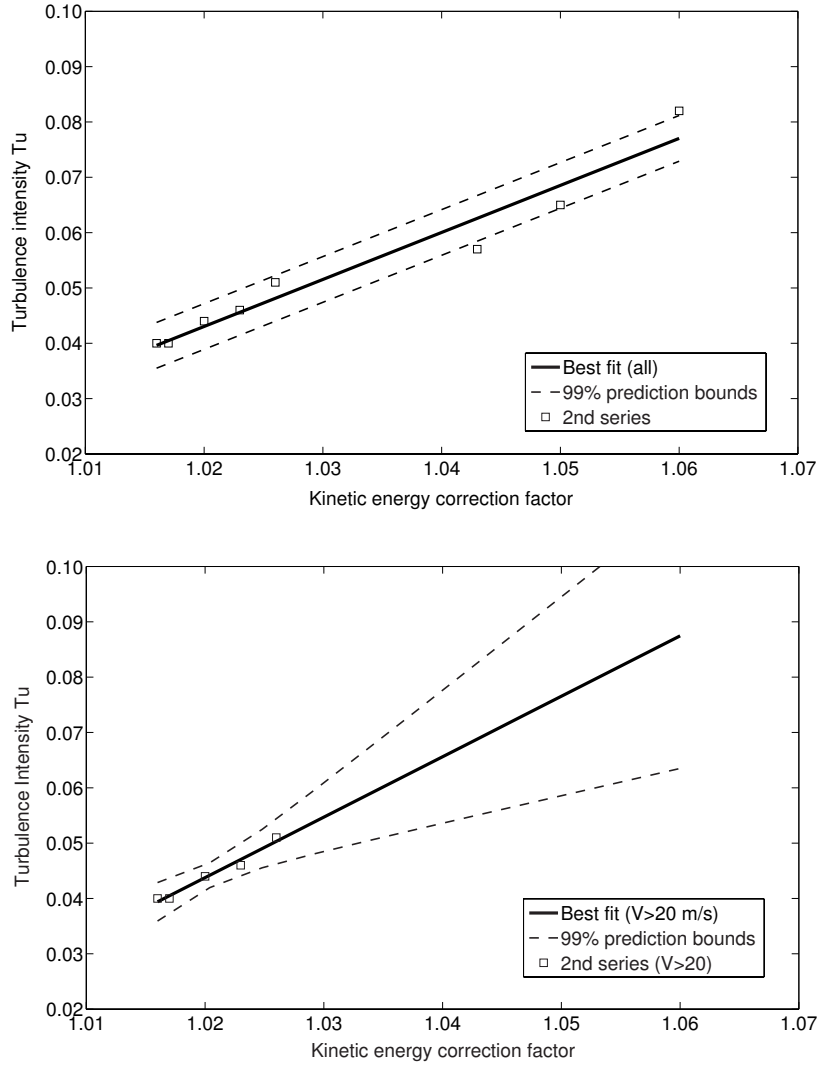 0.10
0.09
0.08
0.07
0.06
0.05
0.04
0.03
0.02
Turbulence intensity Tu
Best fit (all)
99% prediction bounds
2nd series
1.01 1.02 1.03 1.04 1.05 1.06 1.07
Kinetic energy correction factor
0.10
0.09
0.08
0.07
0.06
0.05
0.04
0.03
0.02
Turbulence Intensity Tu
Best fit (V>20 m/s)
99% prediction bounds
2nd series (V>20)
1.01 1.02 1.03 1.04 1.05 1.06 1.07
Kinetic energy correction factor